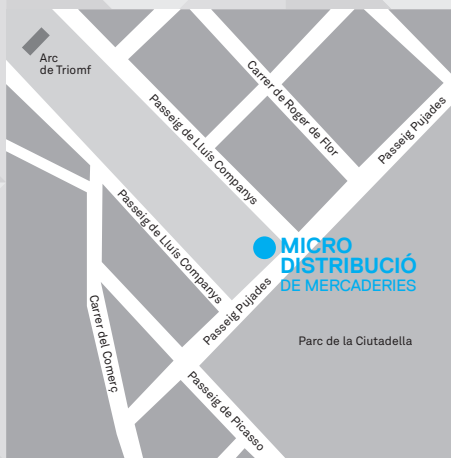 Arc
de Triomf
Carrer de Roger de Flor
Passeig de Lluís Companys
Passeig Pujades
Passeig de Lluís Companys
MICRO
DISTRIBUCIÓ
DE MERCADERIES
Passeig Pujades
Carrer del Comerç
Parc de la Ciutadella
Passeig de Picasso